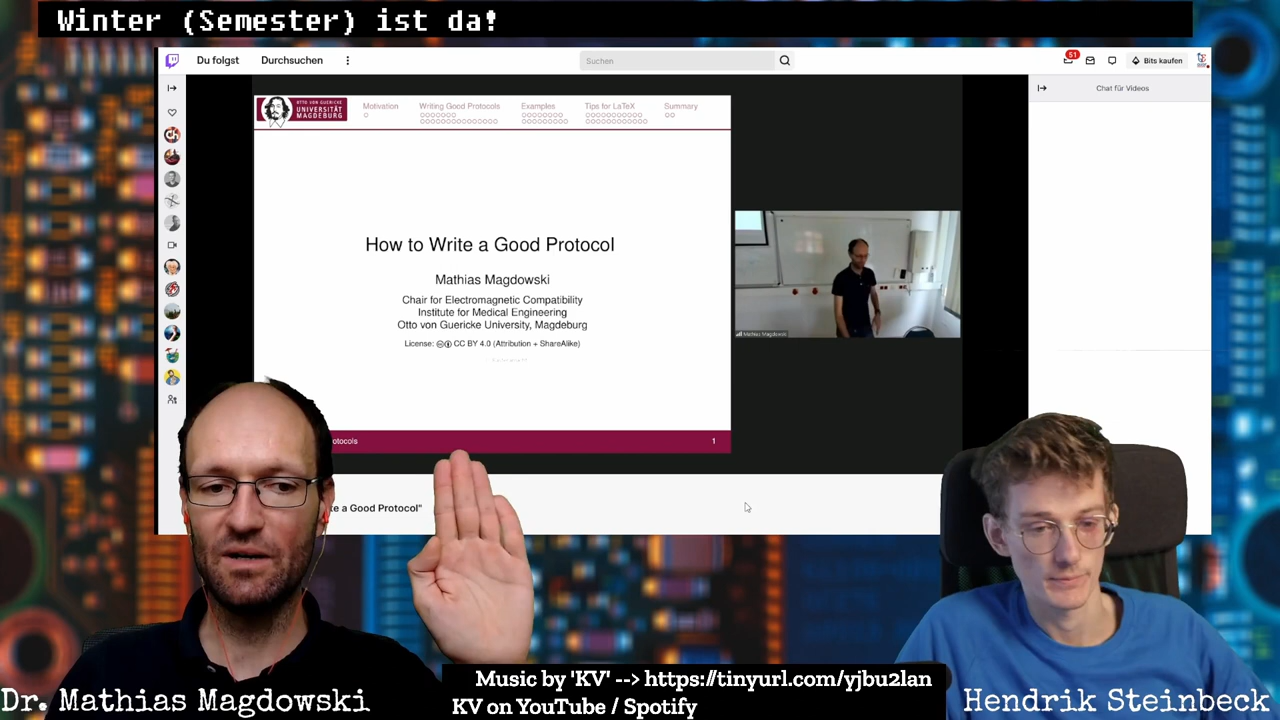 Winter (Semester) ist da!
Du folgst
Durchsuchen
Suchen
51
Bits kaufen
Chat für Videos
OTTO VON GUERICKE
UNIVERSITÄT
MAGDEBURG
Motivation
Writing Good Protocols
Examples
Tips for LaTeX
Summary
How to Write a Good Protocol
Mathias Magdowski
Chair for Electromagnetic Compatibility
Institute for Medical Engineering
Otto von Guericke University, Magdeburg
License: CC BY 4.0 (Attribution + ShareAlike)
Mathias Magdowski
otocols
1
te a Good Protocol"
Music by 'KV' --> https://tinyurl.com/yjbu2lan
KV on YouTube / Spotify
Dr. Mathias Magdowski
Hendrik Steinbeck